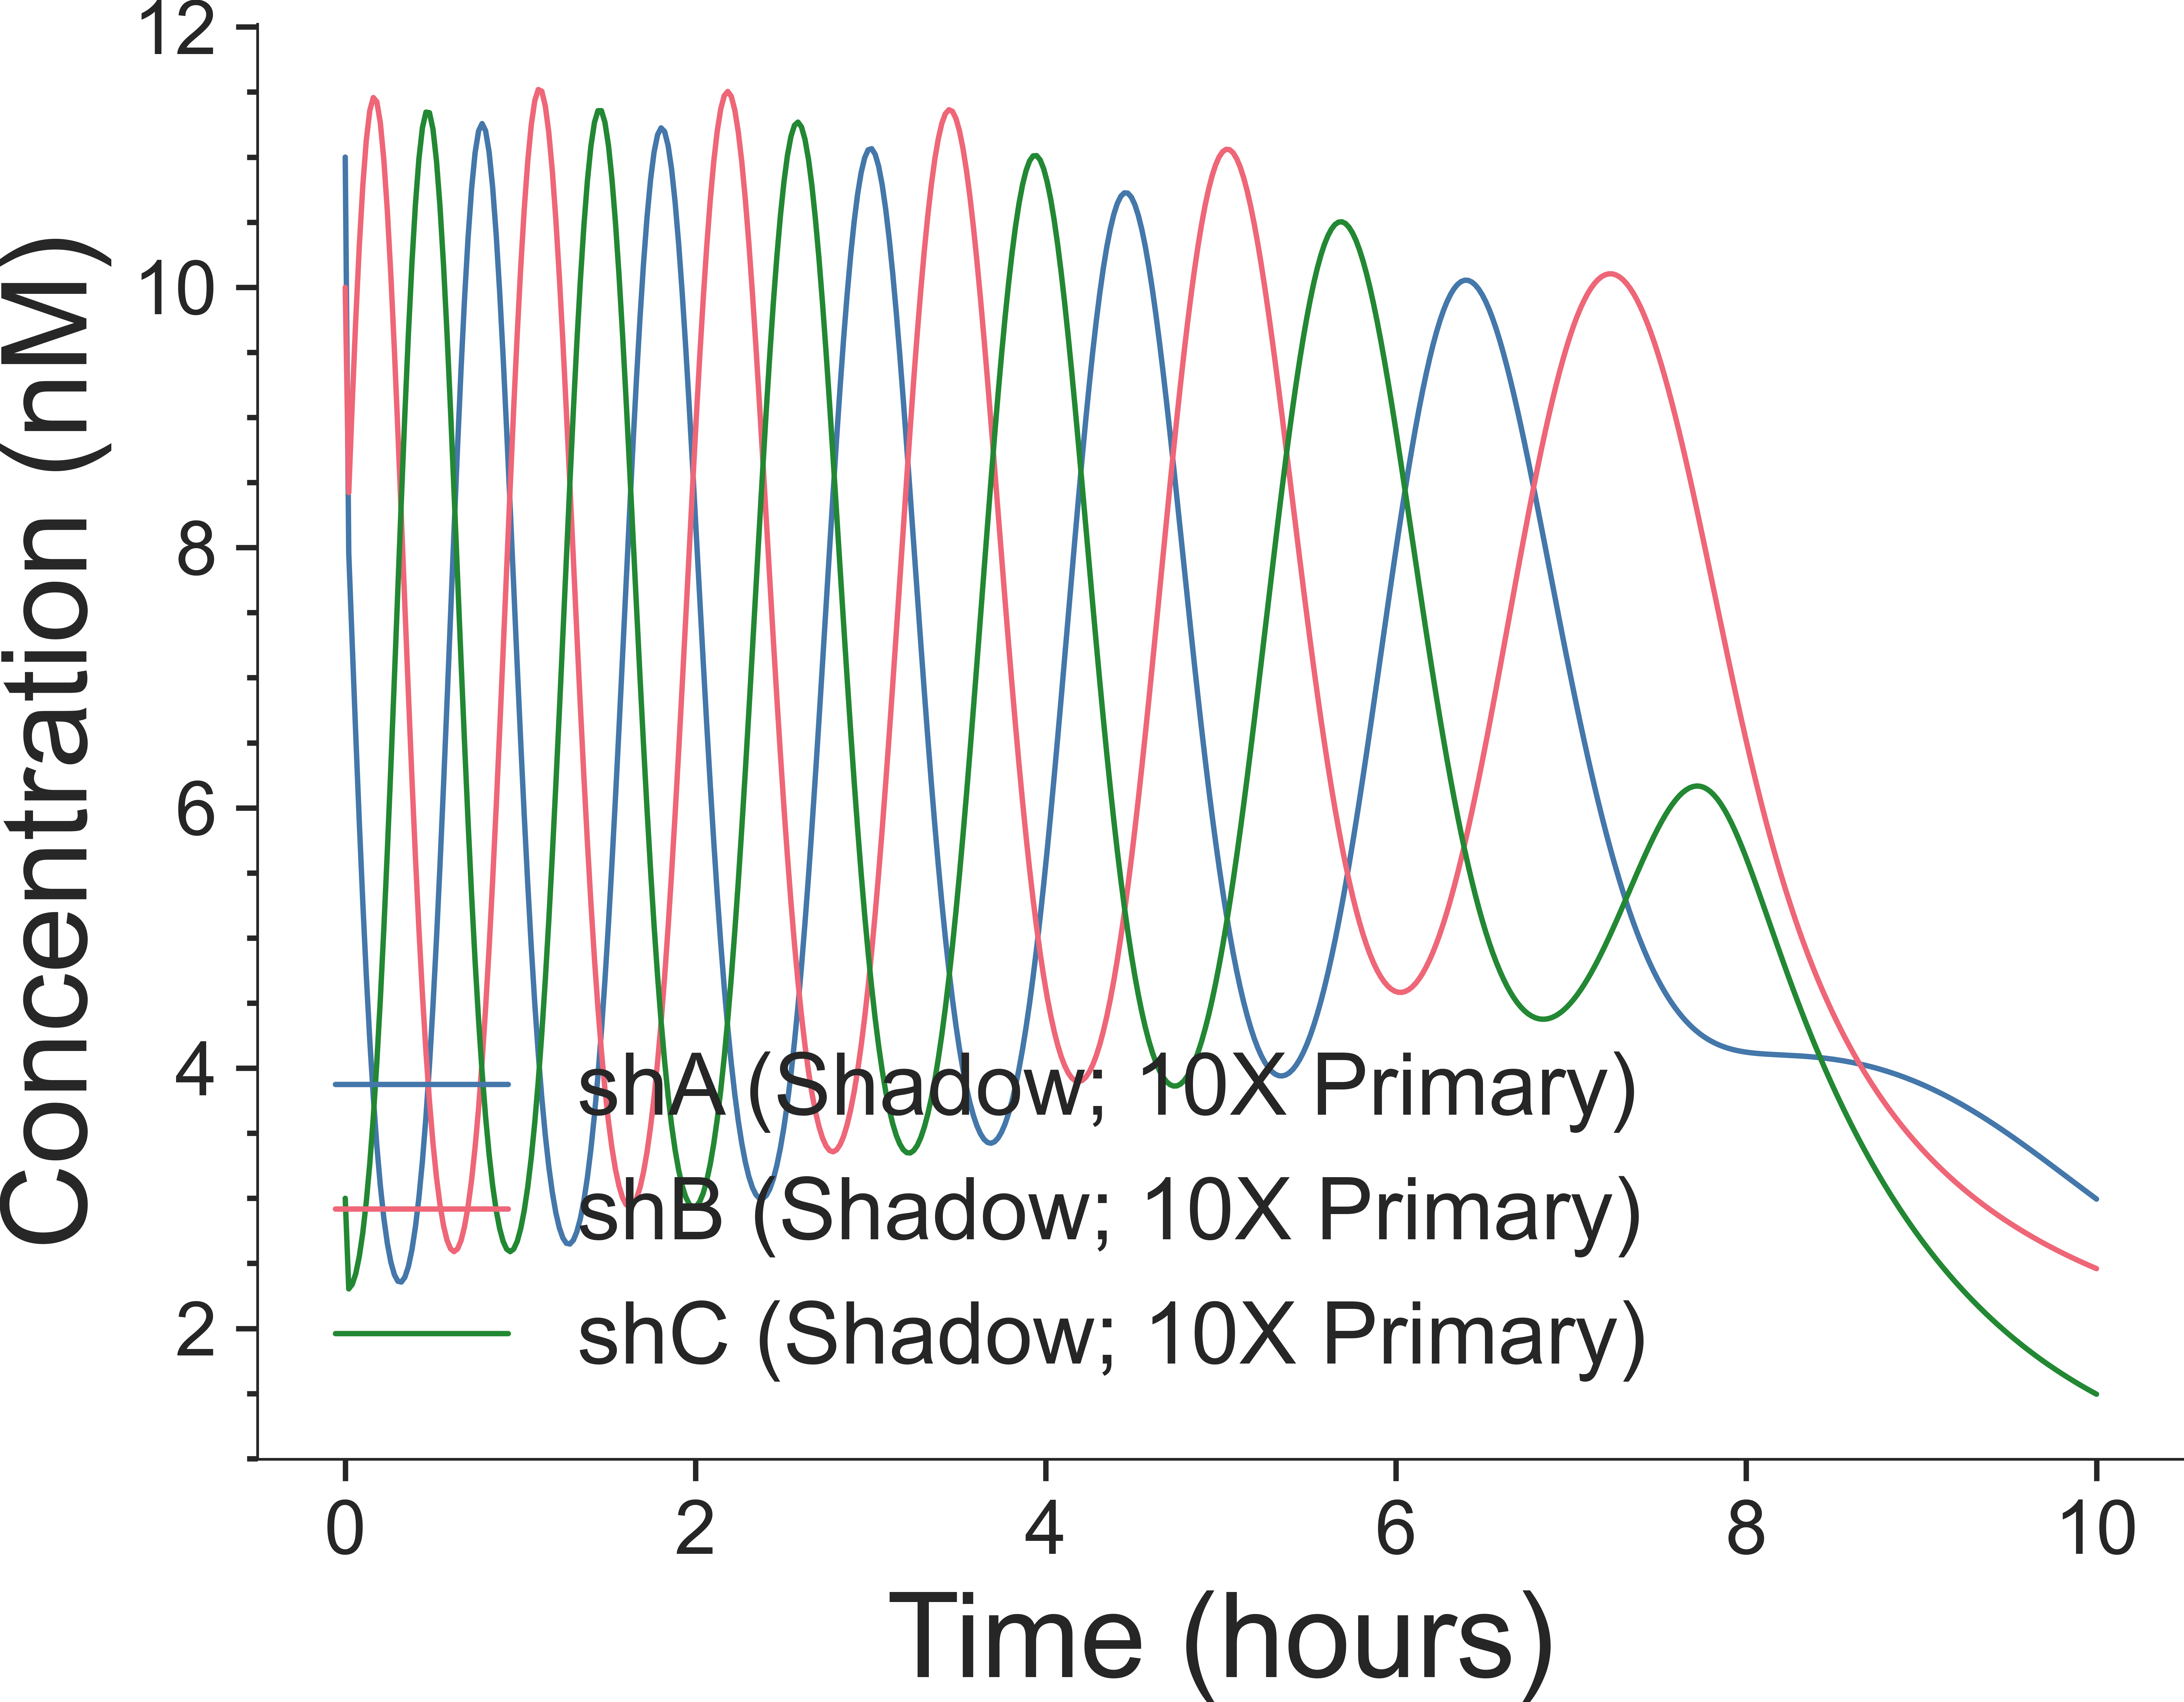 Concentration (nM)
12
10
8
6
4
2
shA (Shadow; 10X Primary)
shB (Shadow; 10X Primary)
shC (Shadow; 10X Primary)
0 2 4 6 8 10
Time (hours)